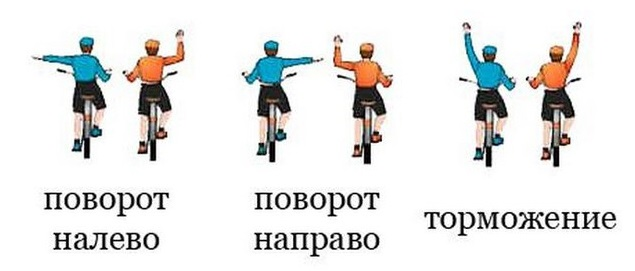 поворот
налево
поворот
направо
торможение